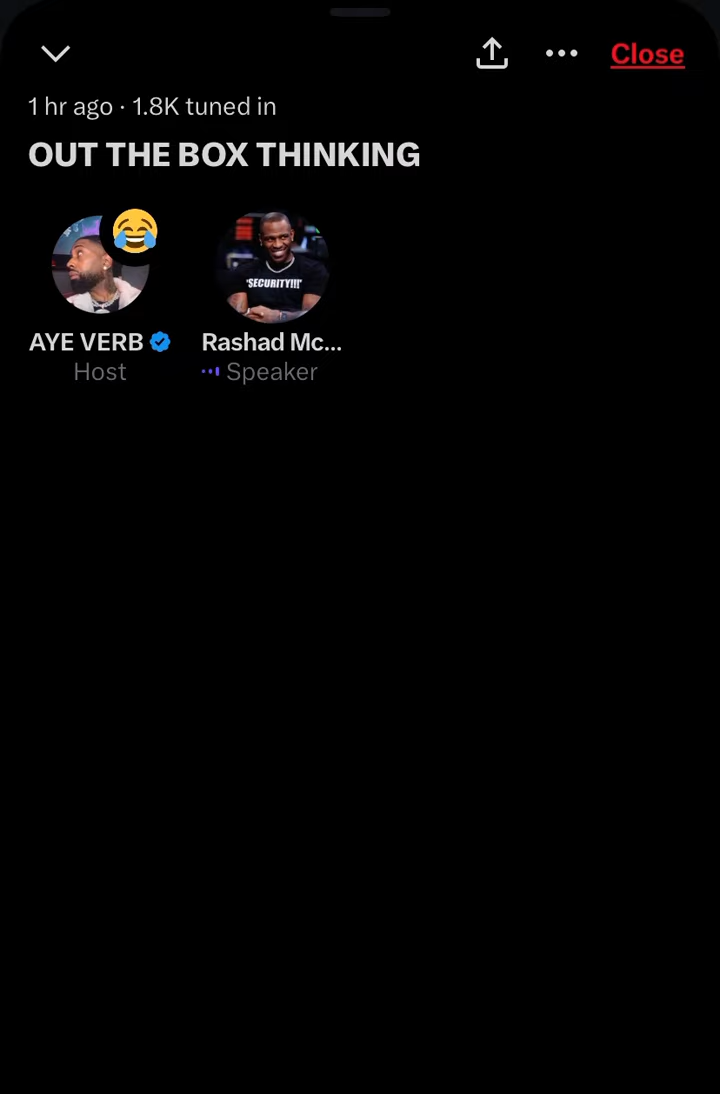 Close
1 hr ago · 1.8K tuned in
OUT THE BOX THINKING
"SECURITY!!!"
AYE VERB Rashad Mc...
Host Speaker